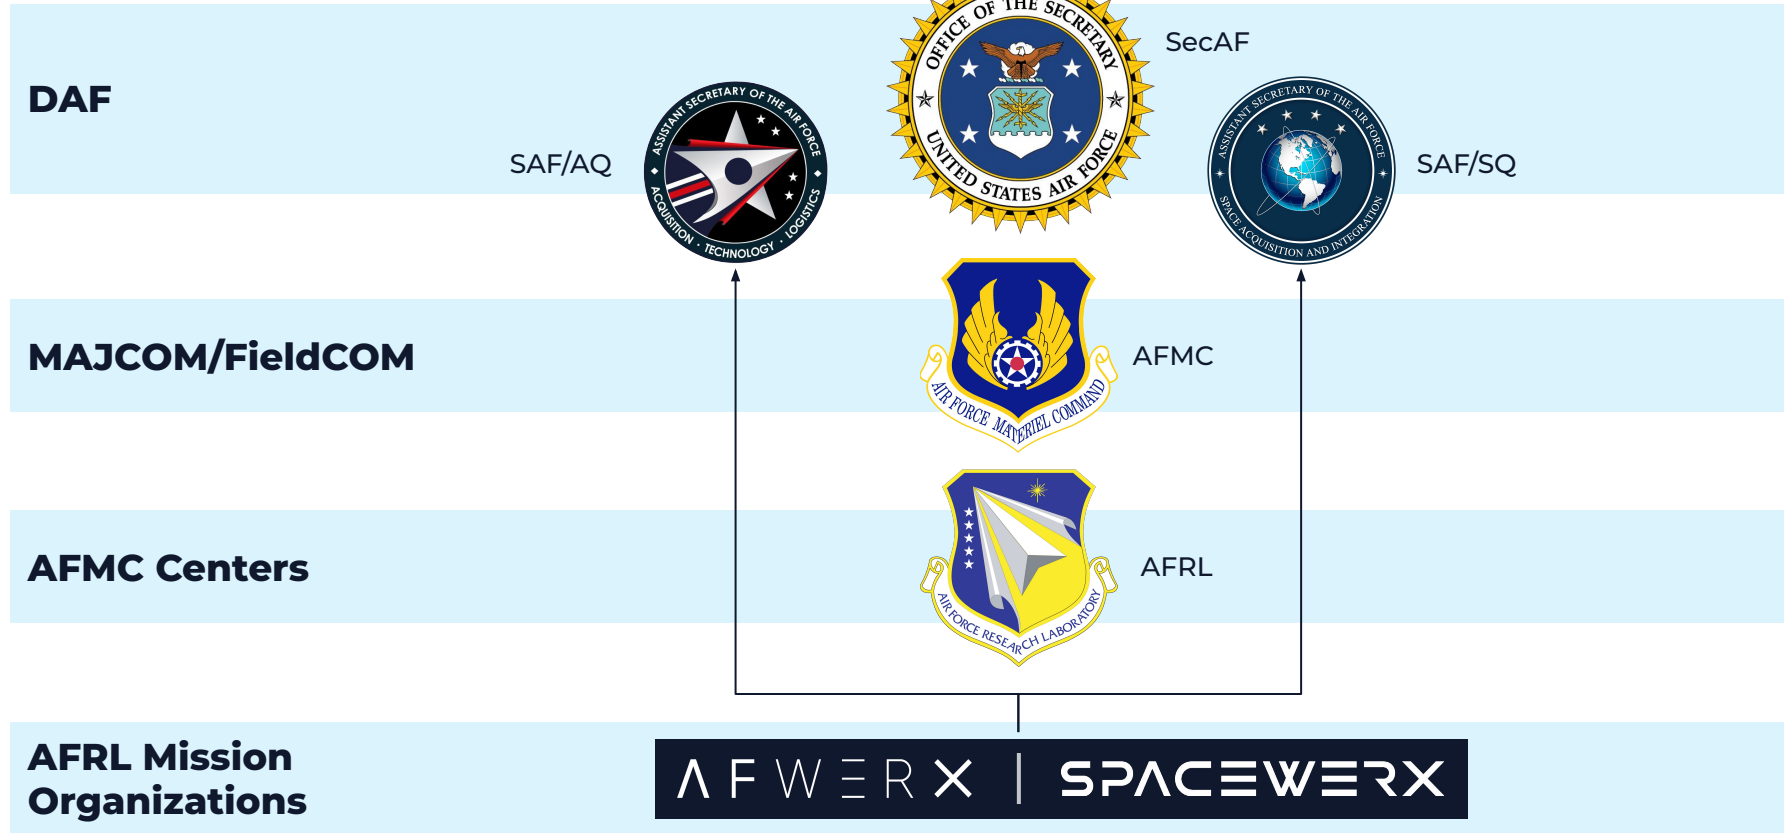 DAF
OFFICE OF THE SECRETARY
UNITED STATES AIR FORCE
SecAF
SAF/AQ
ASSISTANT SECRETARY OF THE AIR FORCE
ACQUISITION · TECHNOLOGY · LOGISTICS
ASSISTANT SECRETARY OF THE AIR FORCE
SPACE ACQUISITION AND INTEGRATION
SAF/SQ
MAJCOM/FieldCOM
AIR FORCE MATERIEL COMMAND
AFMC
AFMC Centers
AIR FORCE RESEARCH LABORATORY
AFRL
AFRL Mission
Organizations
AFWERX | SPACEWERX